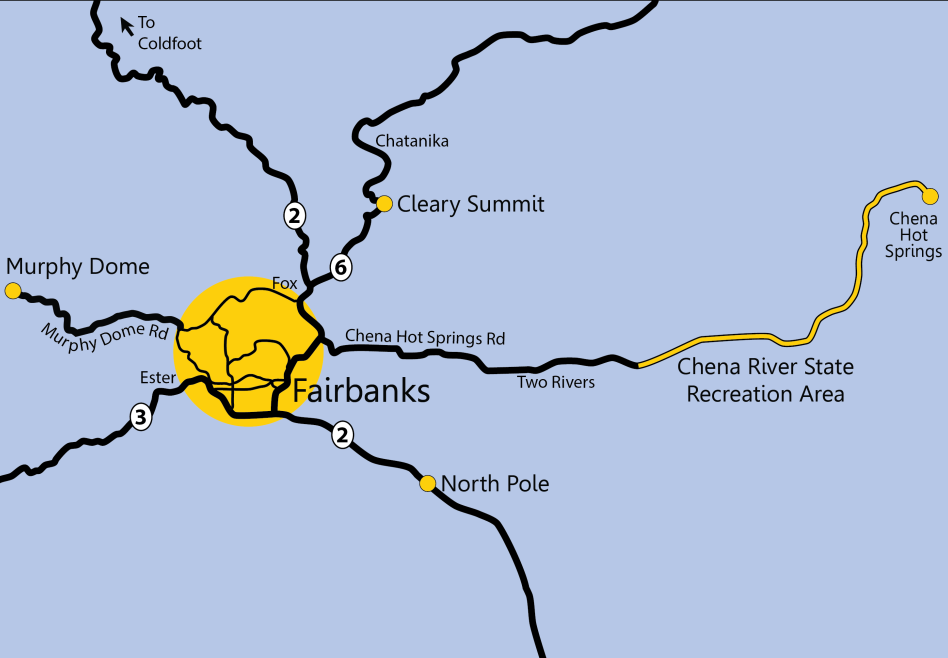 To
Coldfoot
Chatanika
Cleary Summit
2
Chena
Hot
Springs
6
Murphy Dome
Fox
Murphy Dome Rd
Chena Hot Springs Rd
Chena River State
Recreation Area
Ester
Two Rivers
Fairbanks
3
2
North Pole